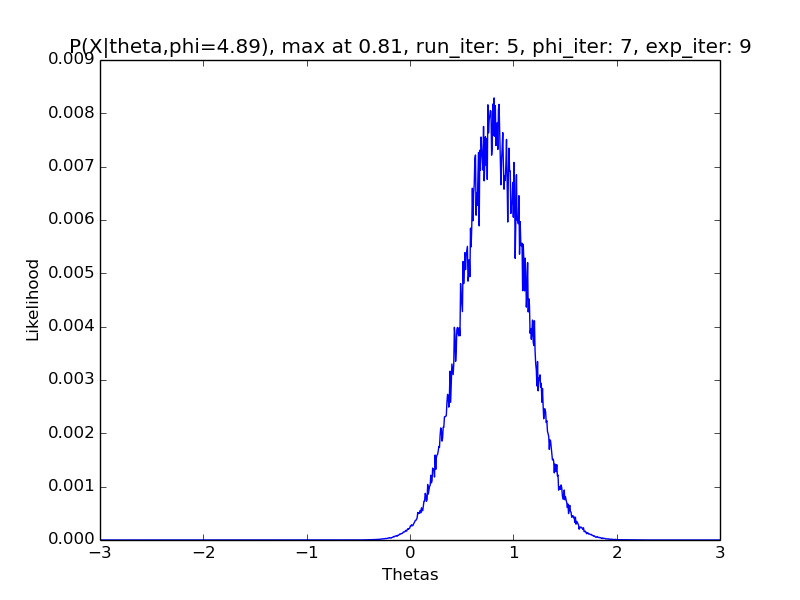 P(X|theta,phi=4.89), max at 0.81, run_iter: 5, phi_iter: 7, exp_iter: 9
0.009
0.008
0.007
0.006
0.005
0.004
0.003
0.002
0.001
0.000
Likelihood
−3 −2 −1 0 1 2 3
Thetas